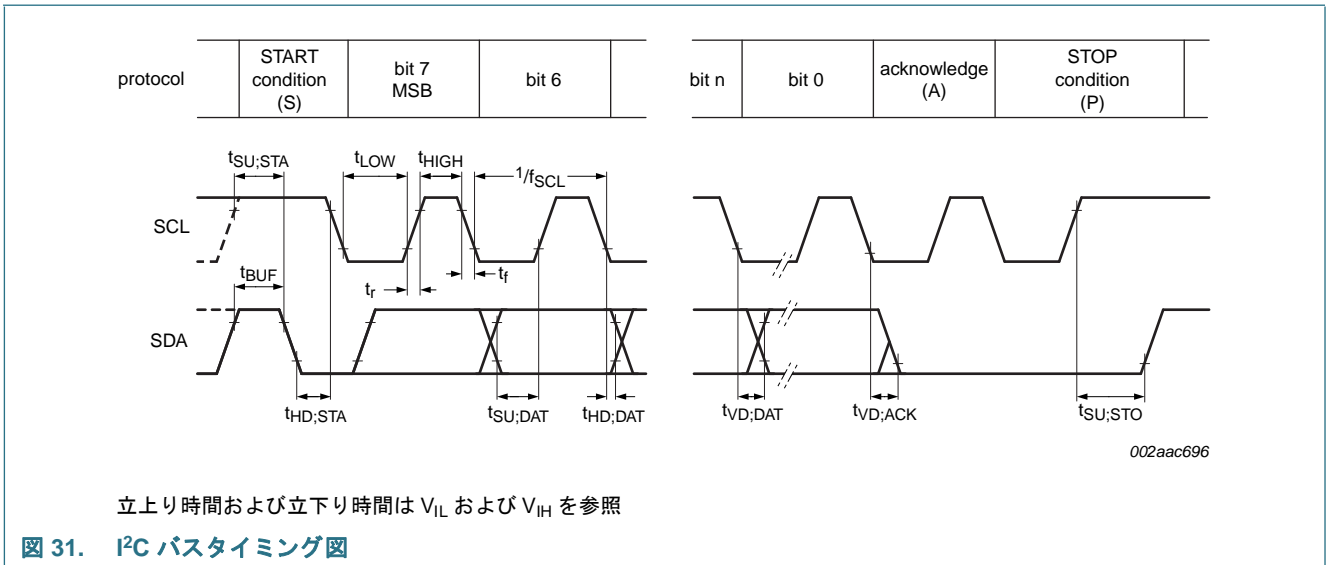 protocol
START
condition
(S)
bit 7
MSB
bit 6
bit n
bit 0
acknowledge
(A)
STOP
condition
(P)
tSU;STA
tLOW
tHIGH
1/fSCL
SCL
tBUF
tr
tf
SDA
tHD;STA
tSU;DAT
tHD;DAT
tVD;DAT
tVD;ACK
tSU;STO
002aac696
立上り時間および立下り時間は VIL および VIH を参照
図 31. I²C バスタイミング図